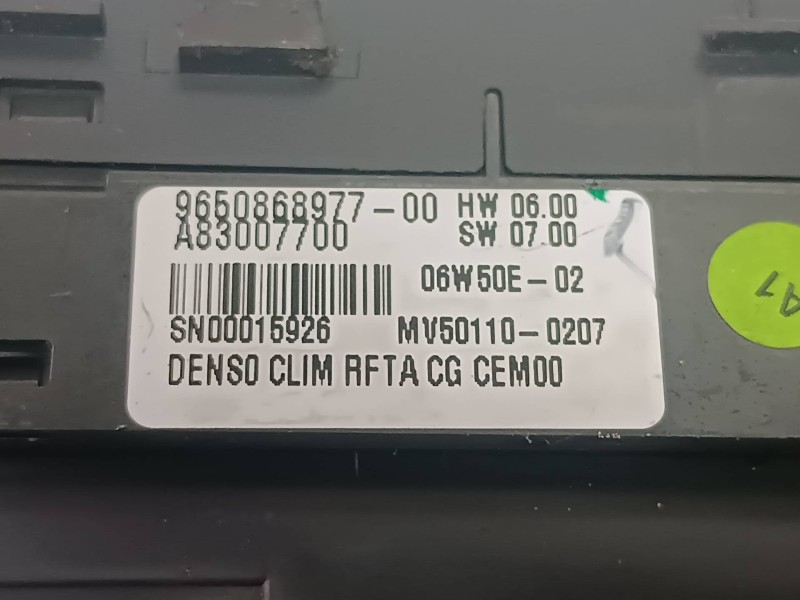 9650868977-00 HW 06.00
A83007700 SW 07.00
06W50E-02
SN00015926 MV50110-0207
DENSO CLIM RFTA CG CEM00
A1